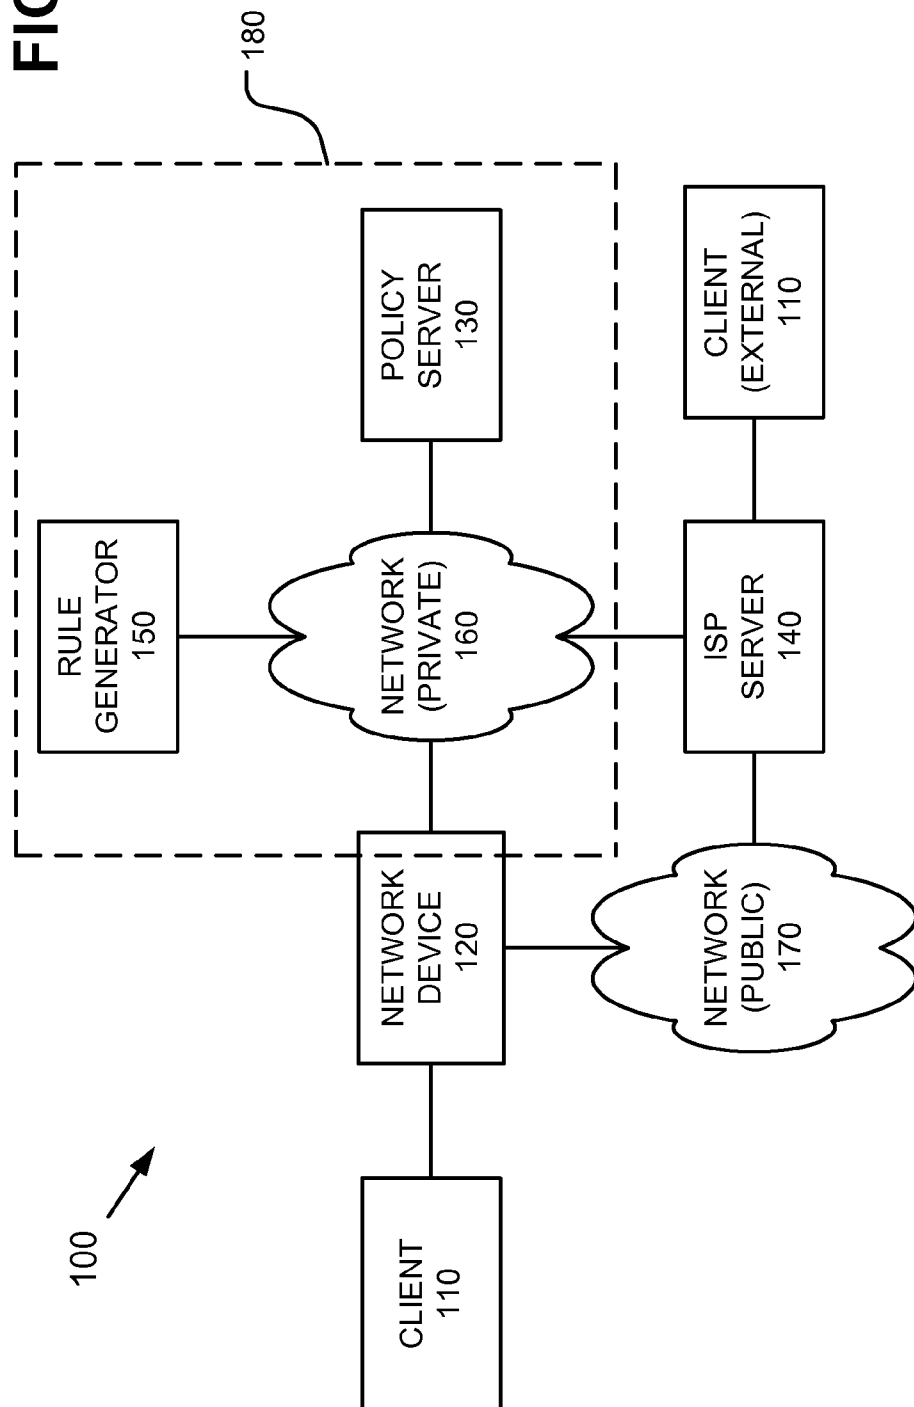 FIG
100
RULE
GENERATOR
150
180
CLIENT
110
NETWORK
DEVICE
120
NETWORK
(PRIVATE)
160
POLICY
SERVER
130
NETWORK
(PUBLIC)
170
ISP
SERVER
140
CLIENT
(EXTERNAL)
110